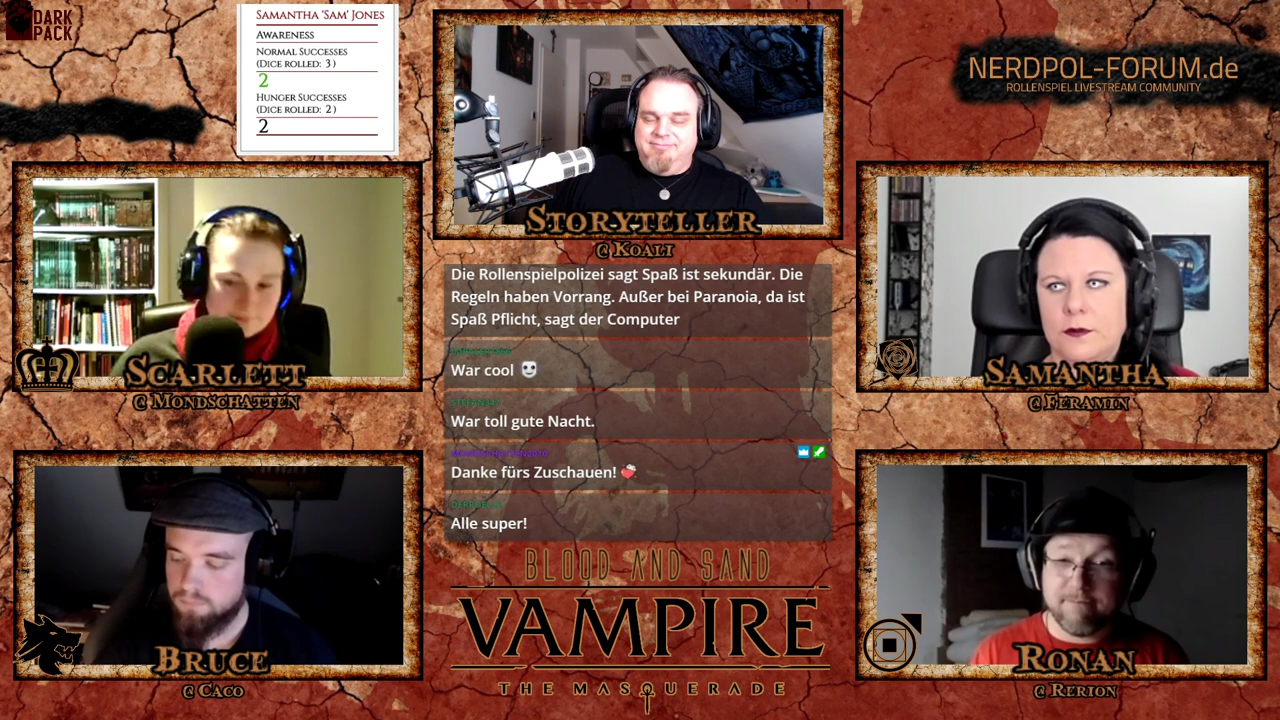 DARK
PACK
Samantha 'Sam' Jones
Awareness
Normal Successes
(Dice rolled: 3)
2
Hunger Successes
(Dice rolled: 2)
2
NERDPOL-FORUM.de
ROLLENSPIEL LIVESTREAM COMMUNITY
Storyteller
@ Koali
Scarlett
@ Mondschatten
Samantha
@ Feramin
Die Rollenspielpolizei sagt Spaß ist sekundär. Die
Regeln haben Vorrang. Außer bei Paranoia, da ist
Spaß Pflicht, sagt der Computer
War cool
War toll gute Nacht.
Danke fürs Zuschauen!
Alle super!
Bruce
@ Caco
Ronan
@ Rerion
BLOOD AND SAND
VAMPIRE
THE MASQUERADE